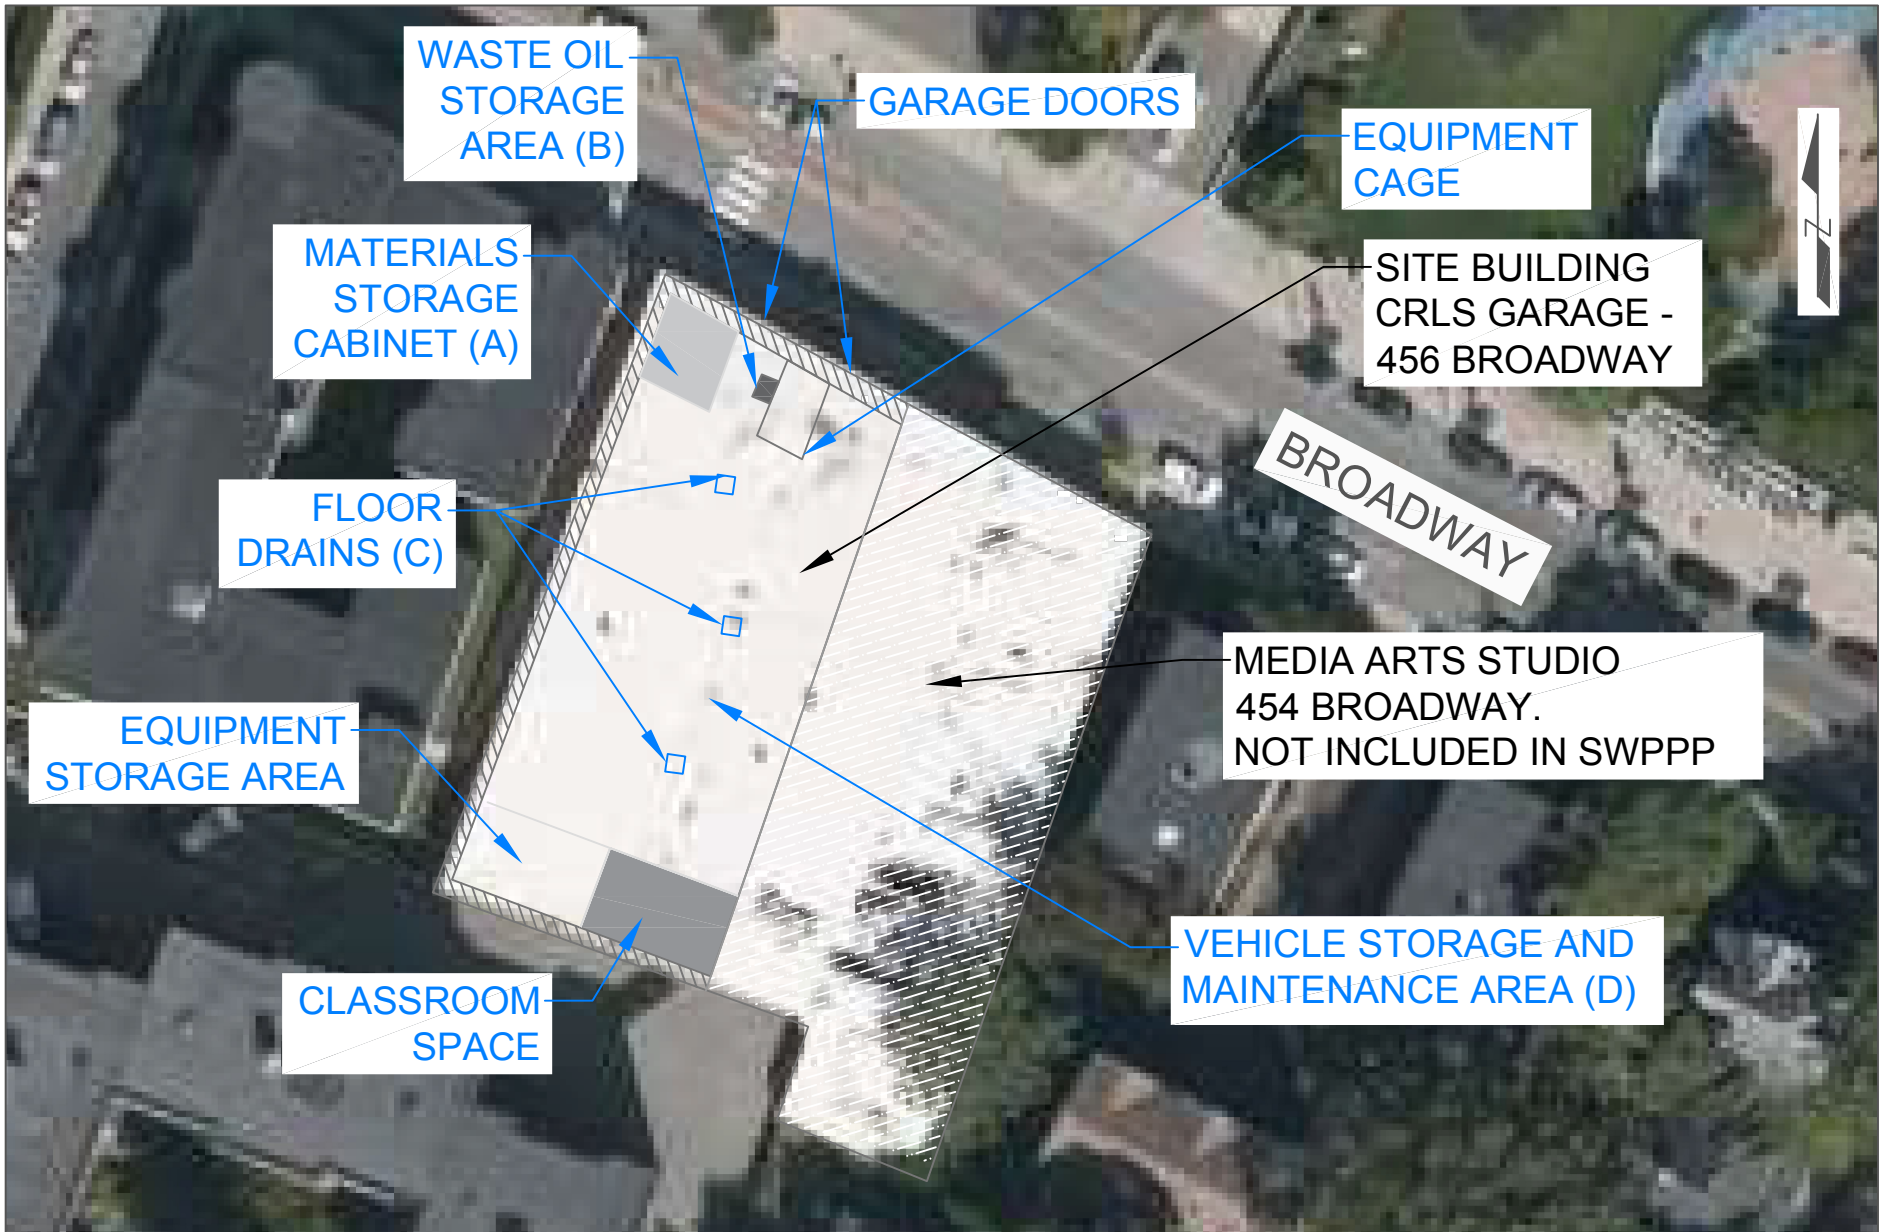 WASTE OIL
STORAGE
AREA (B)
GARAGE DOORS
EQUIPMENT
CAGE
MATERIALS
STORAGE
CABINET (A)
SITE BUILDING
CRLS GARAGE -
456 BROADWAY
N
BROADWAY
FLOOR
DRAINS (C)
MEDIA ARTS STUDIO
454 BROADWAY.
NOT INCLUDED IN SWPPP
EQUIPMENT
STORAGE AREA
VEHICLE STORAGE AND
MAINTENANCE AREA (D)
CLASSROOM
SPACE